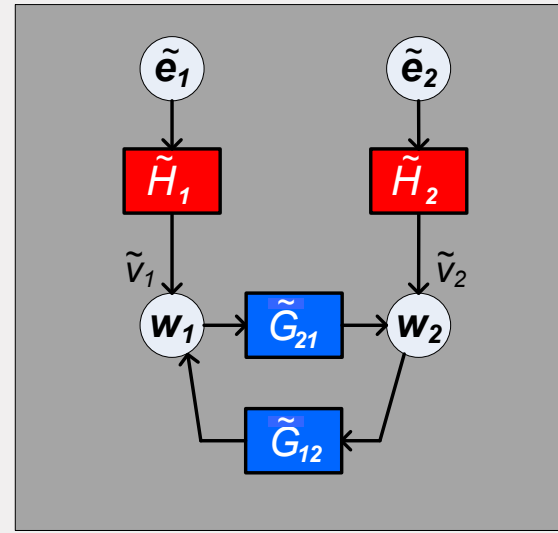 ẽ₁ ẽ₂
H̃₁ H̃₂
ṽ₁ ṽ₂
w₁ G̃₂₁ w₂
G̃₁₂